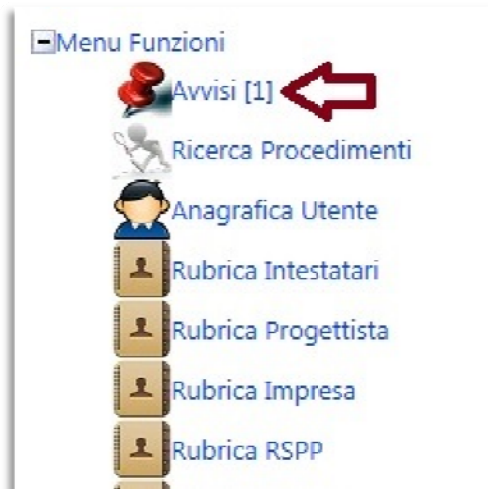 Menu Funzioni
Avvisi [1]
Ricerca Procedimenti
Anagrafica Utente
Rubrica Intestatari
Rubrica Progettista
Rubrica Impresa
Rubrica RSPP